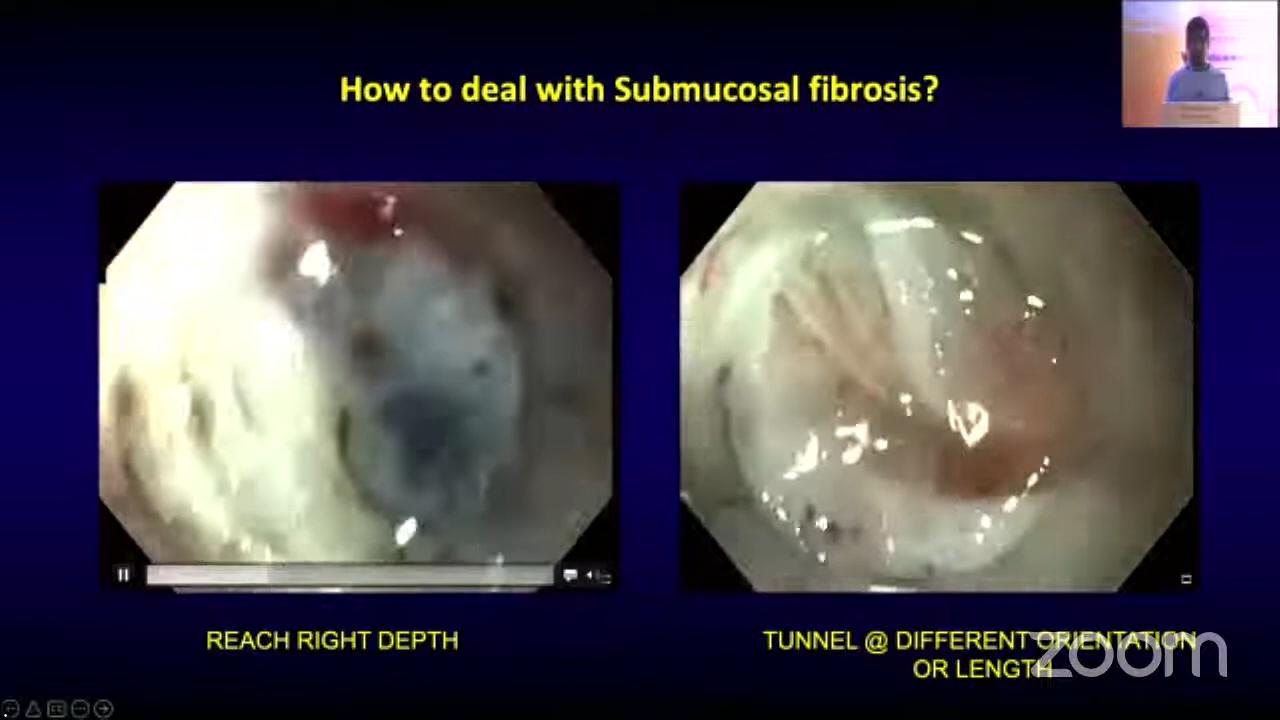 How to deal with Submucosal fibrosis?
REACH RIGHT DEPTH
TUNNEL @ DIFFERENT ORIENTATION
OR LENGTH
zoom